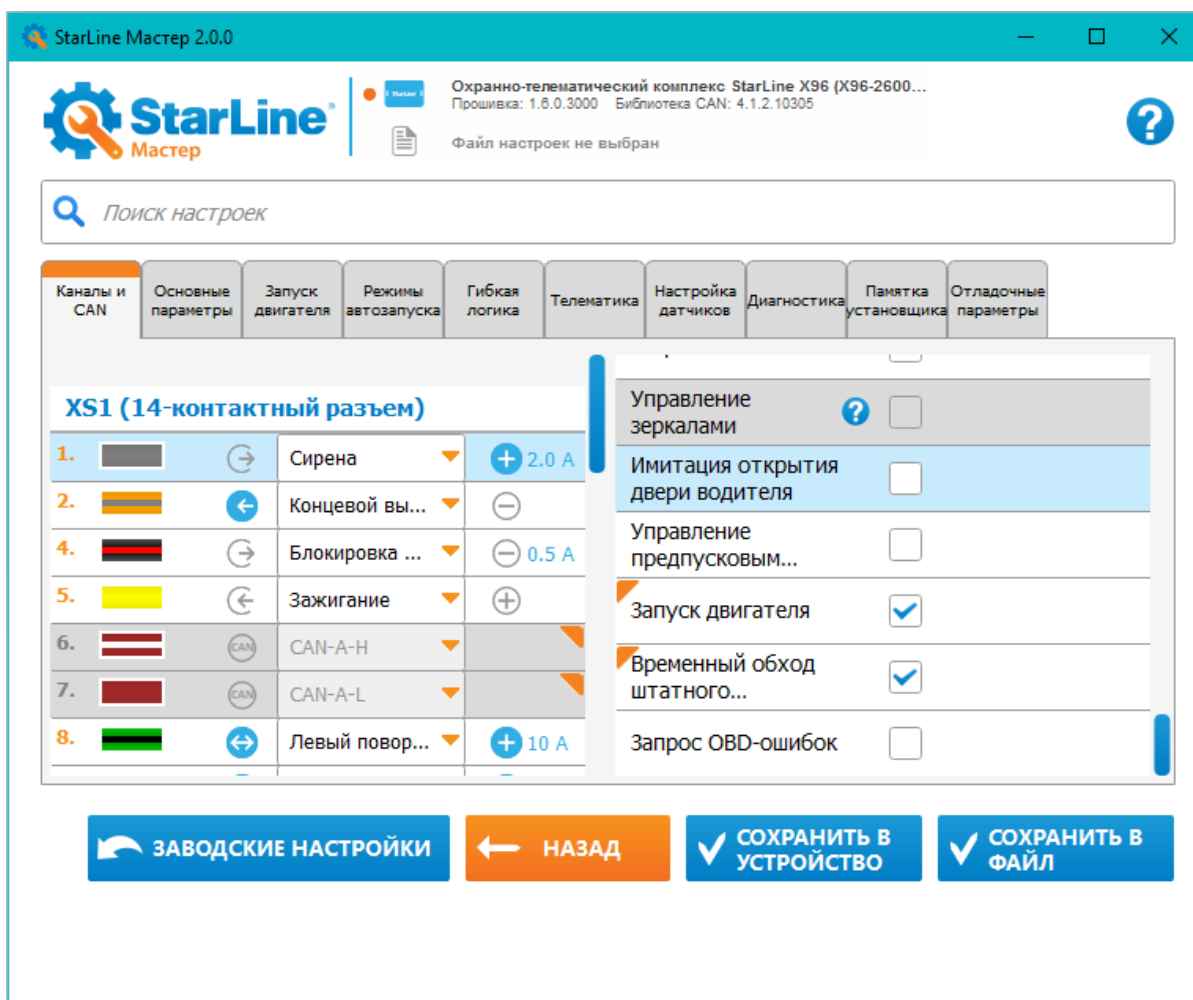 StarLine Мастер 2.0.0
StarLine
Мастер
Охранно-телематический комплекс StarLine X96 (X96-2600...
Прошивка: 1.6.0.3000 Библиотека CAN: 4.1.2.10305
Файл настроек не выбран
?
Поиск настроек
Каналы и
CAN
Основные
параметры
Запуск
двигателя
Режимы
автозапуска
Гибкая
логика
Телематика
Настройка
датчиков
Диагностика
Памятка
установщика
Отладочные
параметры
XS1 (14-контактный разъем)
1. Сирена 2.0 A
2. Концевой вы...
4. Блокировка ... 0.5 A
5. Зажигание
6. CAN CAN-A-H
7. CAN CAN-A-L
8. Левый повор... 10 A
Управление
зеркалами ?
Имитация открытия
двери водителя
Управление
предпусковым...
Запуск двигателя
Временный обход
штатного...
Запрос OBD-ошибок
ЗАВОДСКИЕ НАСТРОЙКИ
НАЗАД
СОХРАНИТЬ В
УСТРОЙСТВО
СОХРАНИТЬ В
ФАЙЛ